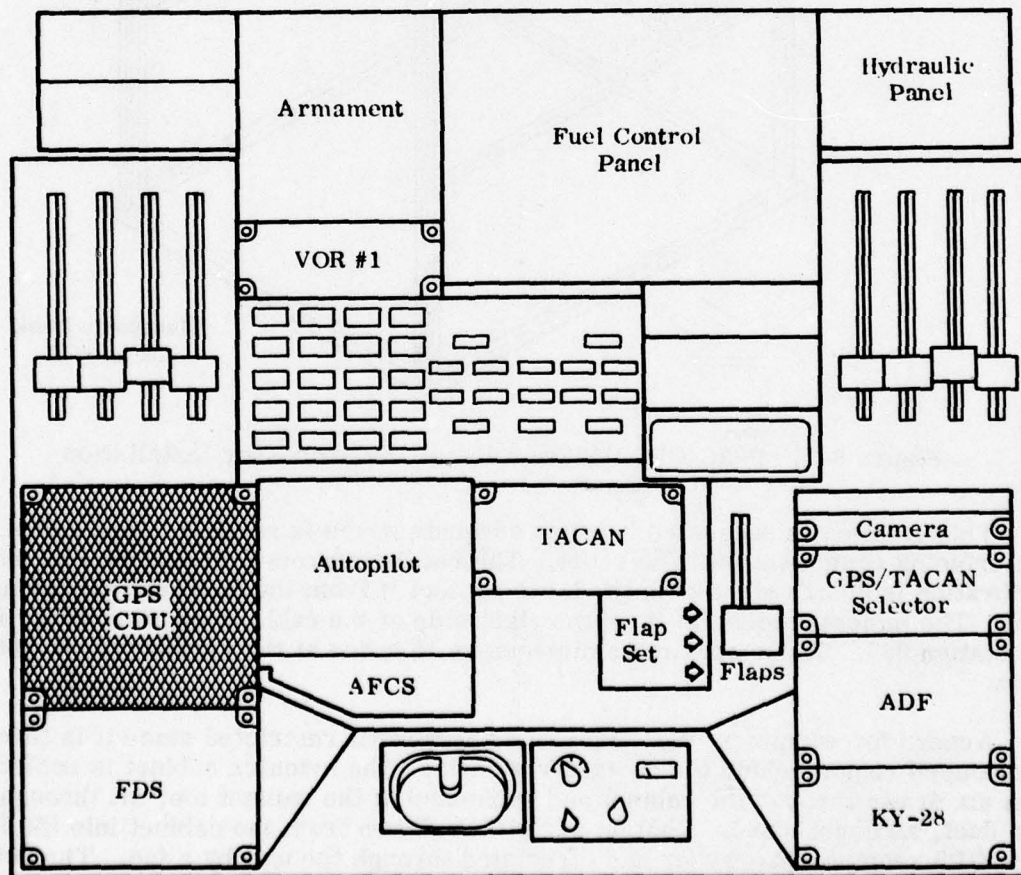 Armament
Fuel Control
Panel
Hydraulic
Panel
VOR #1
GPS
CDU
Autopilot
AFCS
TACAN
Flap
Set
Flaps
Camera
GPS/TACAN
Selector
ADF
FDS
KY-28